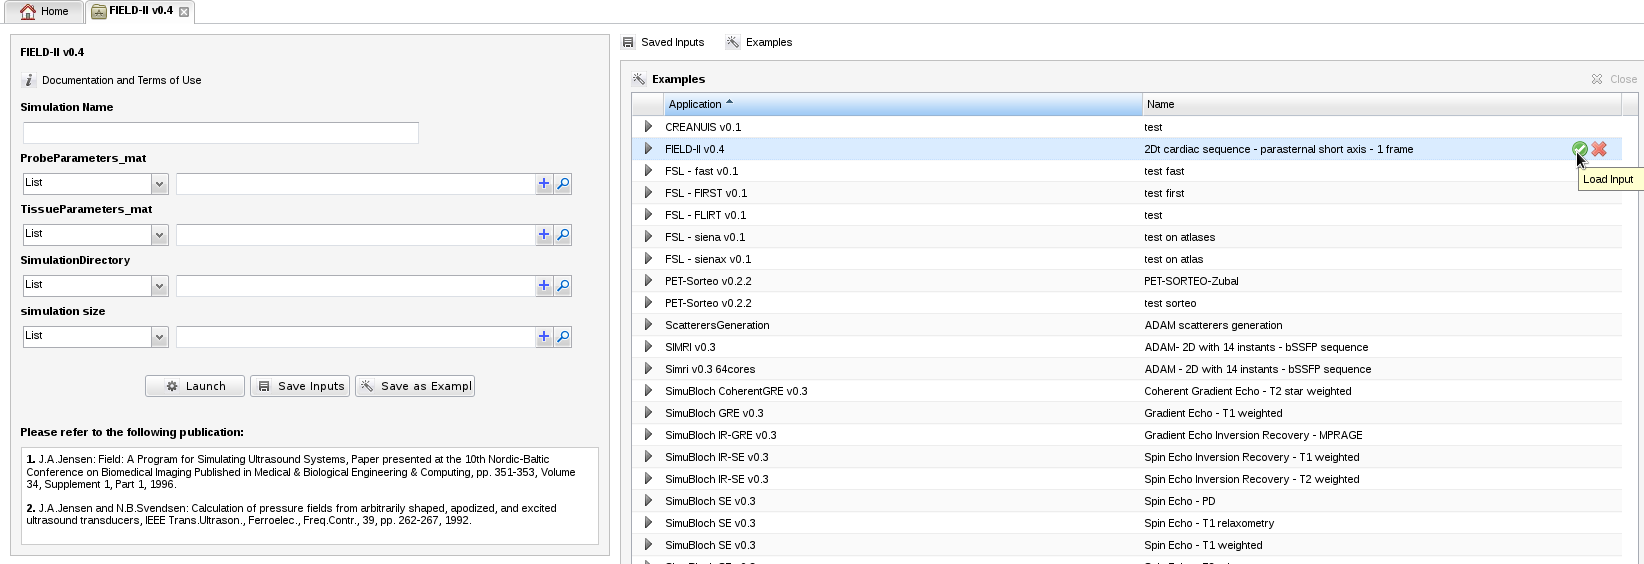 Home
FIELD-II v0.4
FIELD-II v0.4
Documentation and Terms of Use
Simulation Name
ProbeParameters_mat
List
TissueParameters_mat
List
SimulationDirectory
List
simulation size
List
Launch
Save Inputs
Save as Exampl
Please refer to the following publication:
1. J.A.Jensen: Field: A Program for Simulating Ultrasound Systems, Paper presented at the 10th Nordic-Baltic
Conference on Biomedical Imaging Published in Medical & Biological Engineering & Computing, pp. 351-353, Volume
34, Supplement 1, Part 1, 1996.
2. J.A.Jensen and N.B.Svendsen: Calculation of pressure fields from arbitrarily shaped, apodized, and excited
ultrasound transducers, IEEE Trans.Ultrason., Ferroelec., Freq.Contr., 39, pp. 262-267, 1992.
Saved Inputs
Examples
Examples
Close
Application
Name
CREANUIS v0.1 test
FIELD-II v0.4 2Dt cardiac sequence - parasternal short axis - 1 frame
Load Input
FSL - fast v0.1 test fast
FSL - FIRST v0.1 test first
FSL - FLIRT v0.1 test
FSL - siena v0.1 test on atlases
FSL - sienax v0.1 test on atlas
PET-Sorteo v0.2.2 PET-SORTEO-Zubal
PET-Sorteo v0.2.2 test sorteo
ScatterersGeneration ADAM scatterers generation
SIMRI v0.3 ADAM- 2D with 14 instants - bSSFP sequence
Simri v0.3 64cores ADAM - 2D with 14 instants - bSSFP sequence
SimuBloch CoherentGRE v0.3 Coherent Gradient Echo - T2 star weighted
SimuBloch GRE v0.3 Gradient Echo - T1 weighted
SimuBloch IR-GRE v0.3 Gradient Echo Inversion Recovery - MPRAGE
SimuBloch IR-SE v0.3 Spin Echo Inversion Recovery - T1 weighted
SimuBloch IR-SE v0.3 Spin Echo Inversion Recovery - T2 weighted
SimuBloch SE v0.3 Spin Echo - PD
SimuBloch SE v0.3 Spin Echo - T1 relaxometry
SimuBloch SE v0.3 Spin Echo - T1 weighted